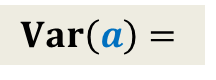 Var(a) =